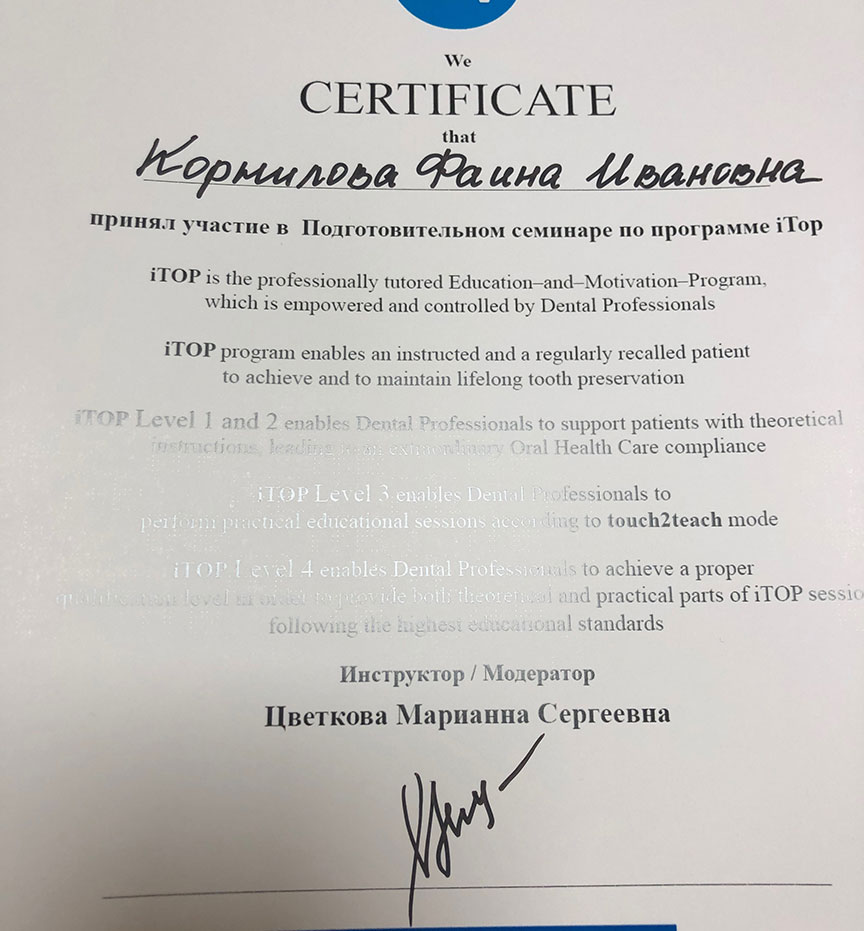 We
CERTIFICATE
that
Кормилова Фаина Ивановна
принял участие в Подготовительном семинаре по программе iTop
iTOP is the professionally tutored Education–and–Motivation–Program,
which is empowered and controlled by Dental Professionals
iTOP program enables an instructed and a regularly recalled patient
to achieve and to maintain lifelong tooth preservation
iTOP Level 1 and 2 enables Dental Professionals to support patients with theoretical
instructions, leading to an extraordinary Oral Health Care compliance
iTOP Level 3 enables Dental Professionals to
perform practical educational sessions according to touch2teach mode
iTOP Level 4 enables Dental Professionals to achieve a proper
qualification level in order to provide both theoretical and practical parts of iTOP sessio
following the highest educational standards
Инструктор / Модератор
Цветкова Марианна Сергеевна